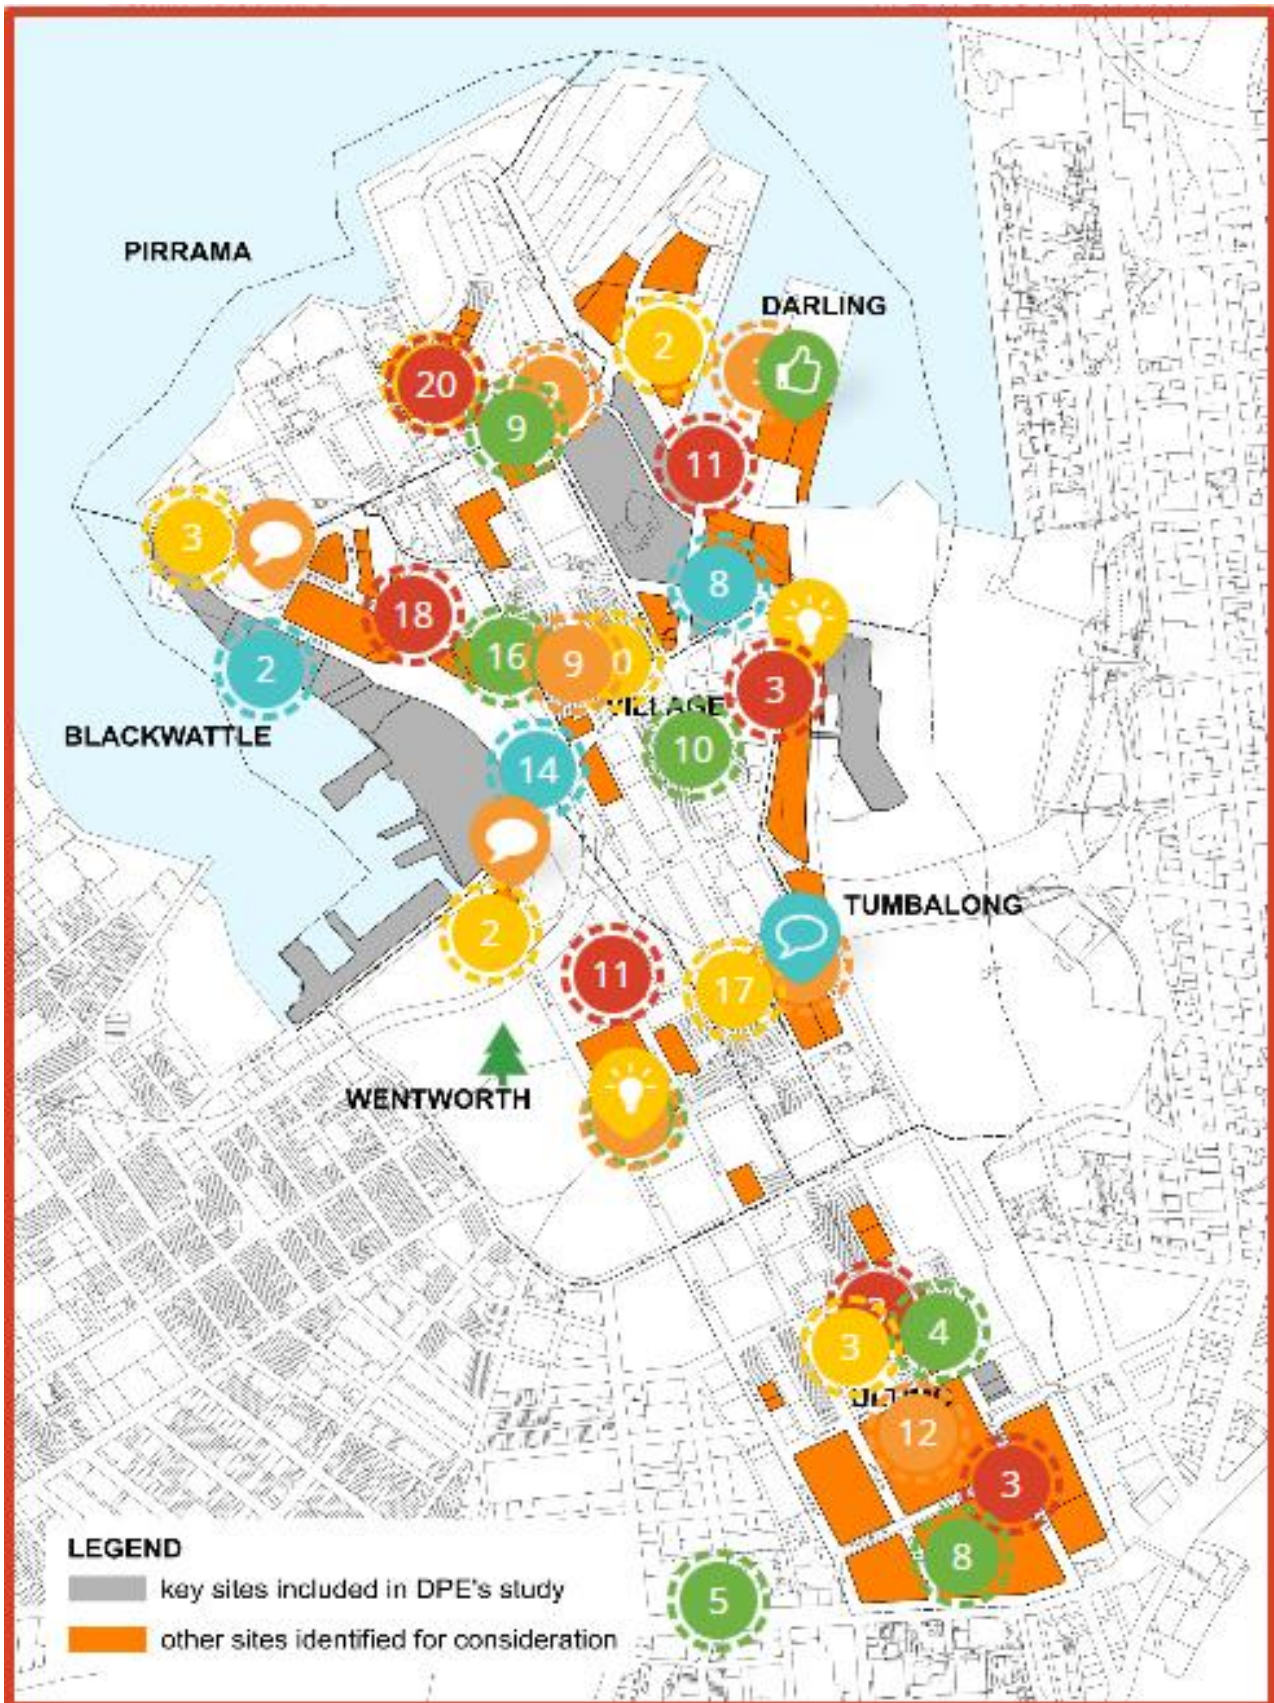 PIRRAMA
DARLING
2
20
9
11
3
8
18
16
9
2
3
VILLAGE
BLACKWATTLE
10
14
TUMBALONG
2
11
17
WENTWORTH
4
3
12
3
8
5
LEGEND
key sites included in DPE's study
other sites identified for consideration